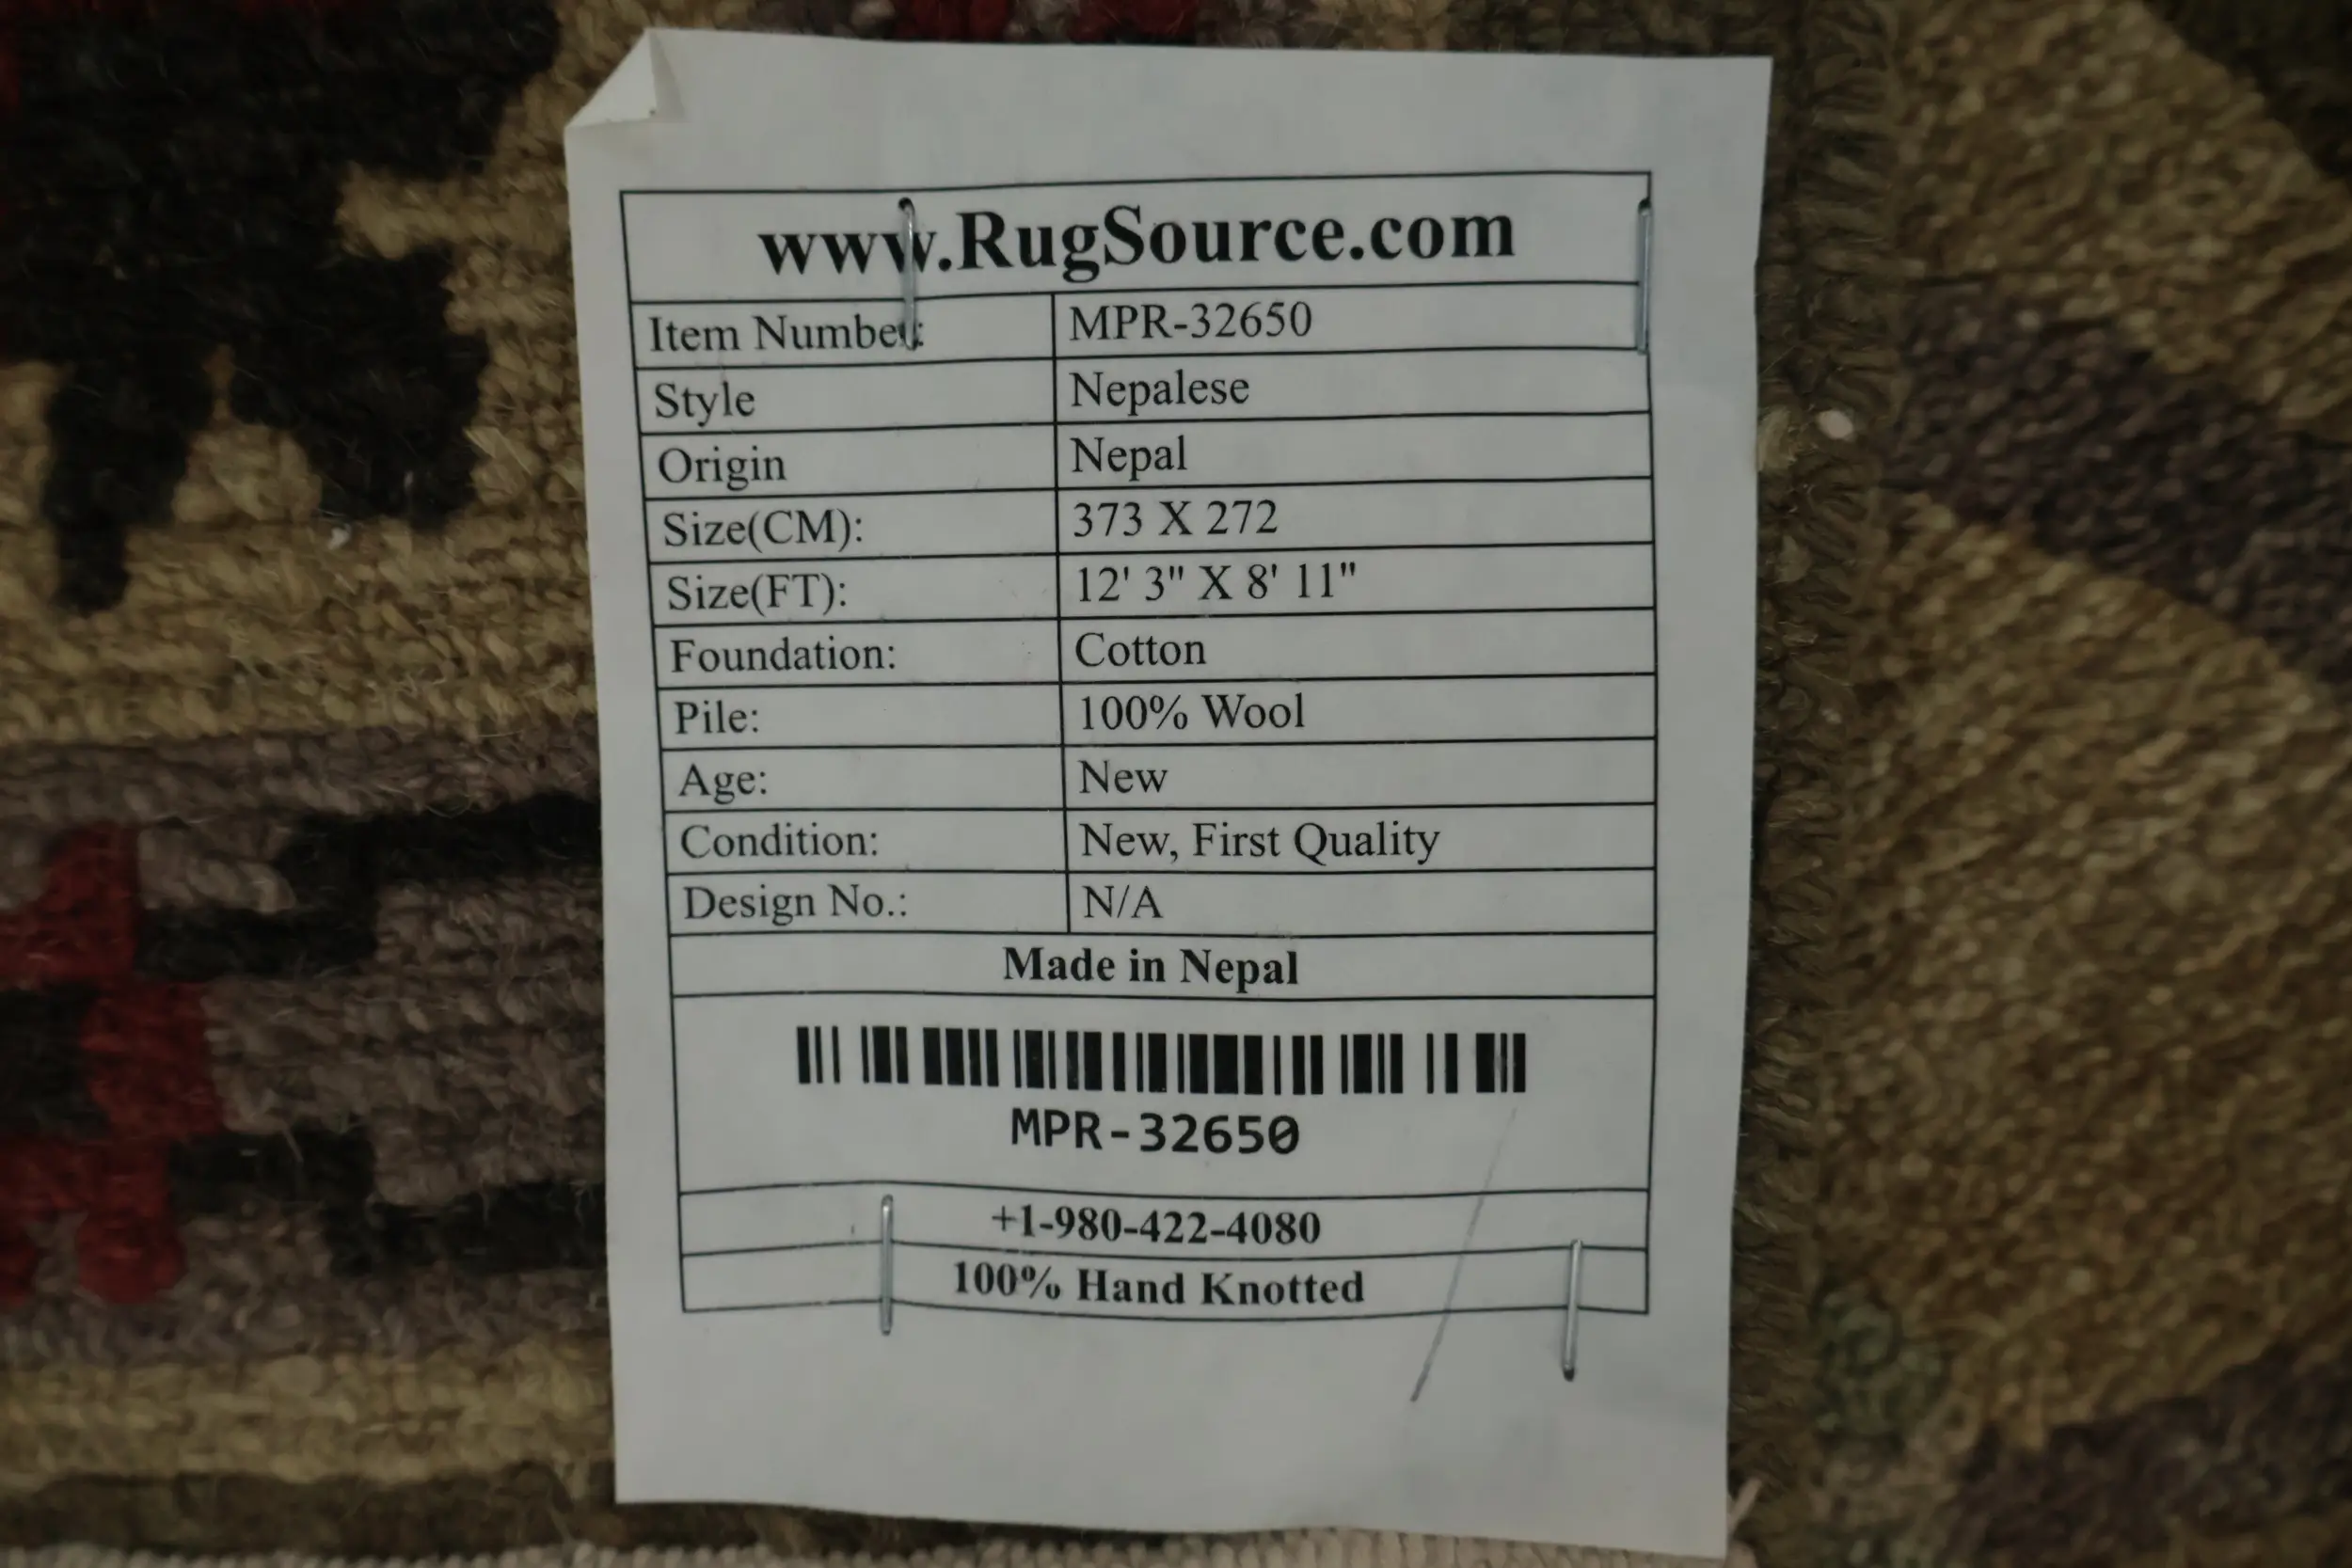 www.RugSource.com
Item Number: MPR-32650
Style Nepalese
Origin Nepal
Size(CM): 373 X 272
Size(FT): 12' 3" X 8' 11"
Foundation: Cotton
Pile: 100% Wool
Age: New
Condition: New, First Quality
Design No.: N/A
Made in Nepal
MPR-32650
+1-980-422-4080
100% Hand Knotted